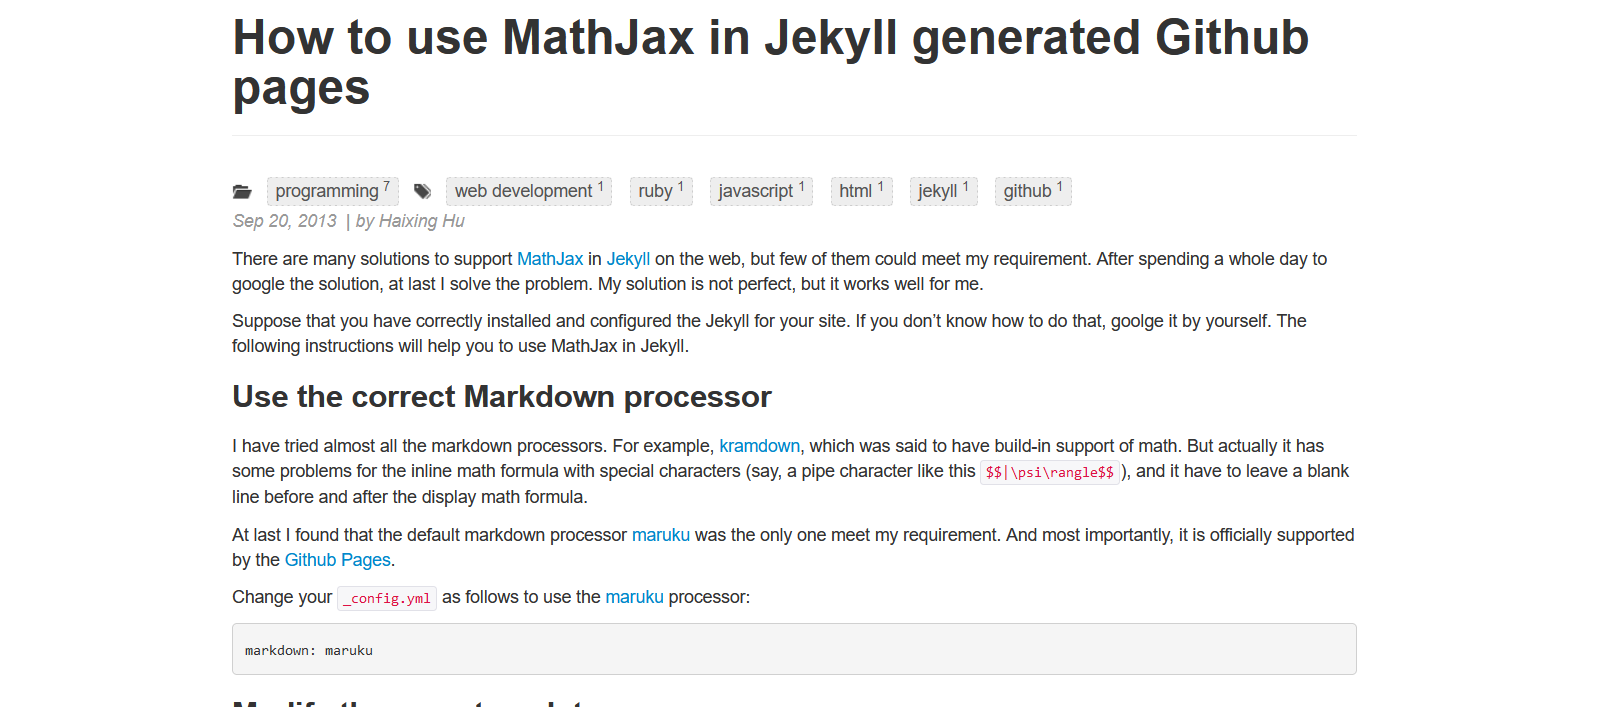 How to use MathJax in Jekyll generated Github
pages
programming 7 web development 1 ruby 1 javascript 1 html 1 jekyll 1 github 1
Sep 20, 2013 | by Haixing Hu
There are many solutions to support MathJax in Jekyll on the web, but few of them could meet my requirement. After spending a whole day to
google the solution, at last I solve the problem. My solution is not perfect, but it works well for me.
Suppose that you have correctly installed and configured the Jekyll for your site. If you don’t know how to do that, goolge it by yourself. The
following instructions will help you to use MathJax in Jekyll.
Use the correct Markdown processor
I have tried almost all the markdown processors. For example, kramdown, which was said to have build-in support of math. But actually it has
some problems for the inline math formula with special characters (say, a pipe character like this $$|\psi\rangle$$), and it have to leave a blank
line before and after the display math formula.
At last I found that the default markdown processor maruku was the only one meet my requirement. And most importantly, it is officially supported
by the Github Pages.
Change your _config.yml as follows to use the maruku processor:
markdown: maruku